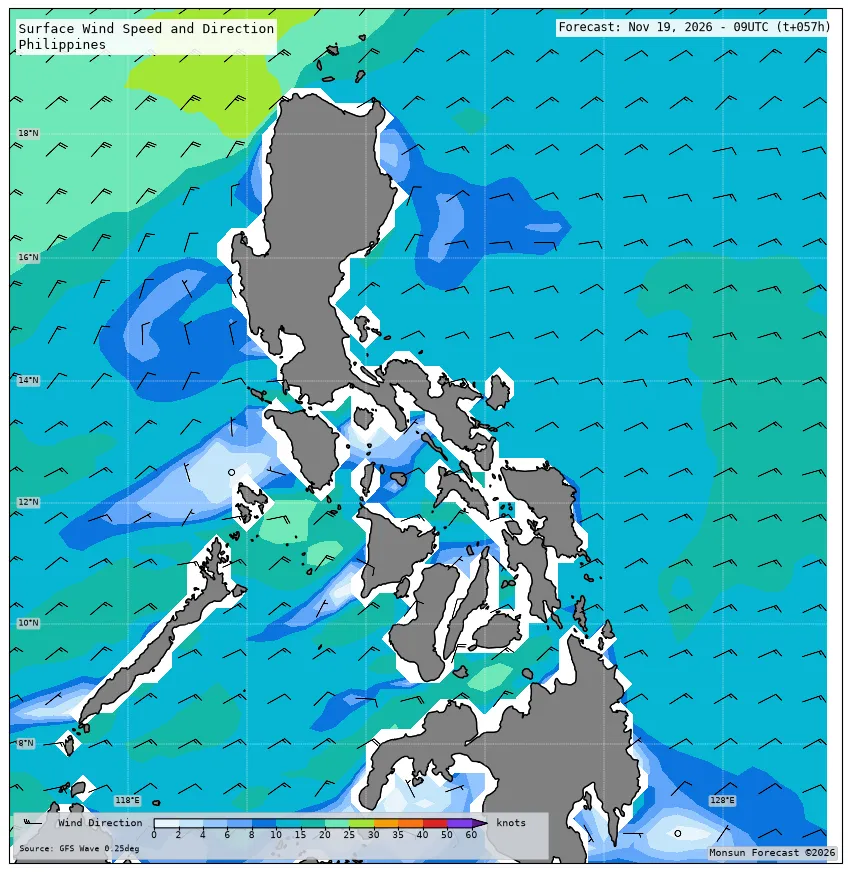 Surface Wind Speed and Direction
Philippines
Forecast: Nov 19, 2026 - 09UTC (t+057h)
18°N
16°N
14°N
12°N
10°N
8°N
118°E
128°E
Wind Direction
0 2 4 6 8 10 15 20 25 30 40 50 60
knots
Source: GFS Wave 0.25deg
Monsun Forecast ©2026